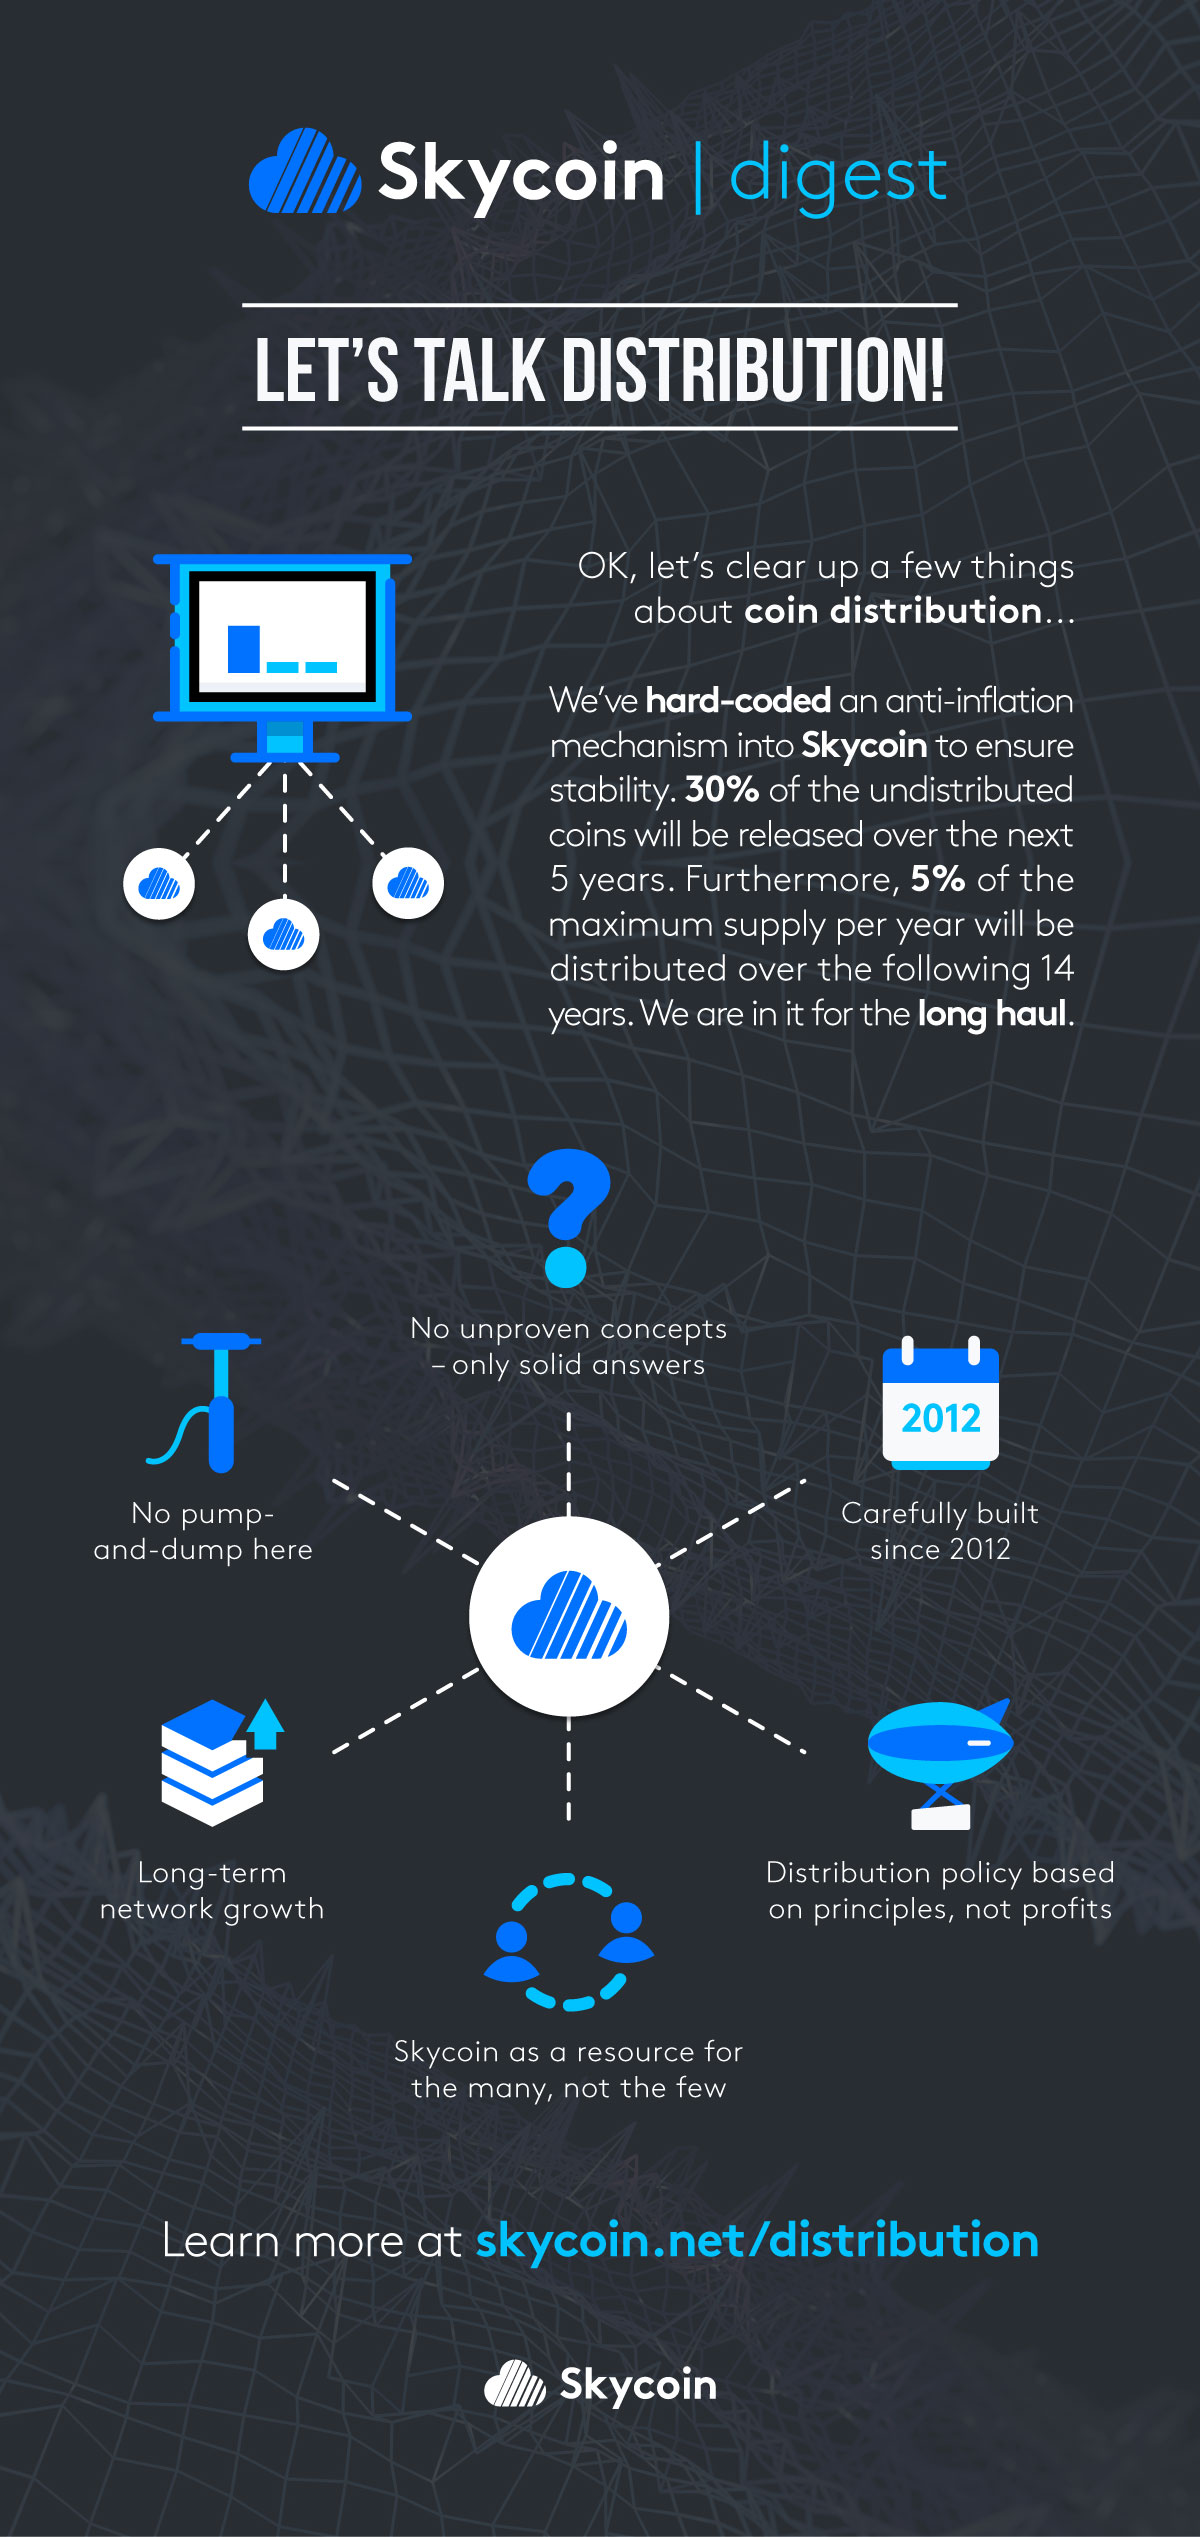 Skycoin | digest
LET'S TALK DISTRIBUTION!
OK, let's clear up a few things
about coin distribution...
We've hard-coded an anti-inflation
mechanism into Skycoin to ensure
stability. 30% of the undistributed
coins will be released over the next
5 years. Furthermore, 5% of the
maximum supply per year will be
distributed over the following 14
years. We are in it for the long haul.
No unproven concepts
– only solid answers
No pump-
and-dump here
2012
Carefully built
since 2012
Long-term
network growth
Distribution policy based
on principles, not profits
Skycoin as a resource for
the many, not the few
Learn more at skycoin.net/distribution
Skycoin